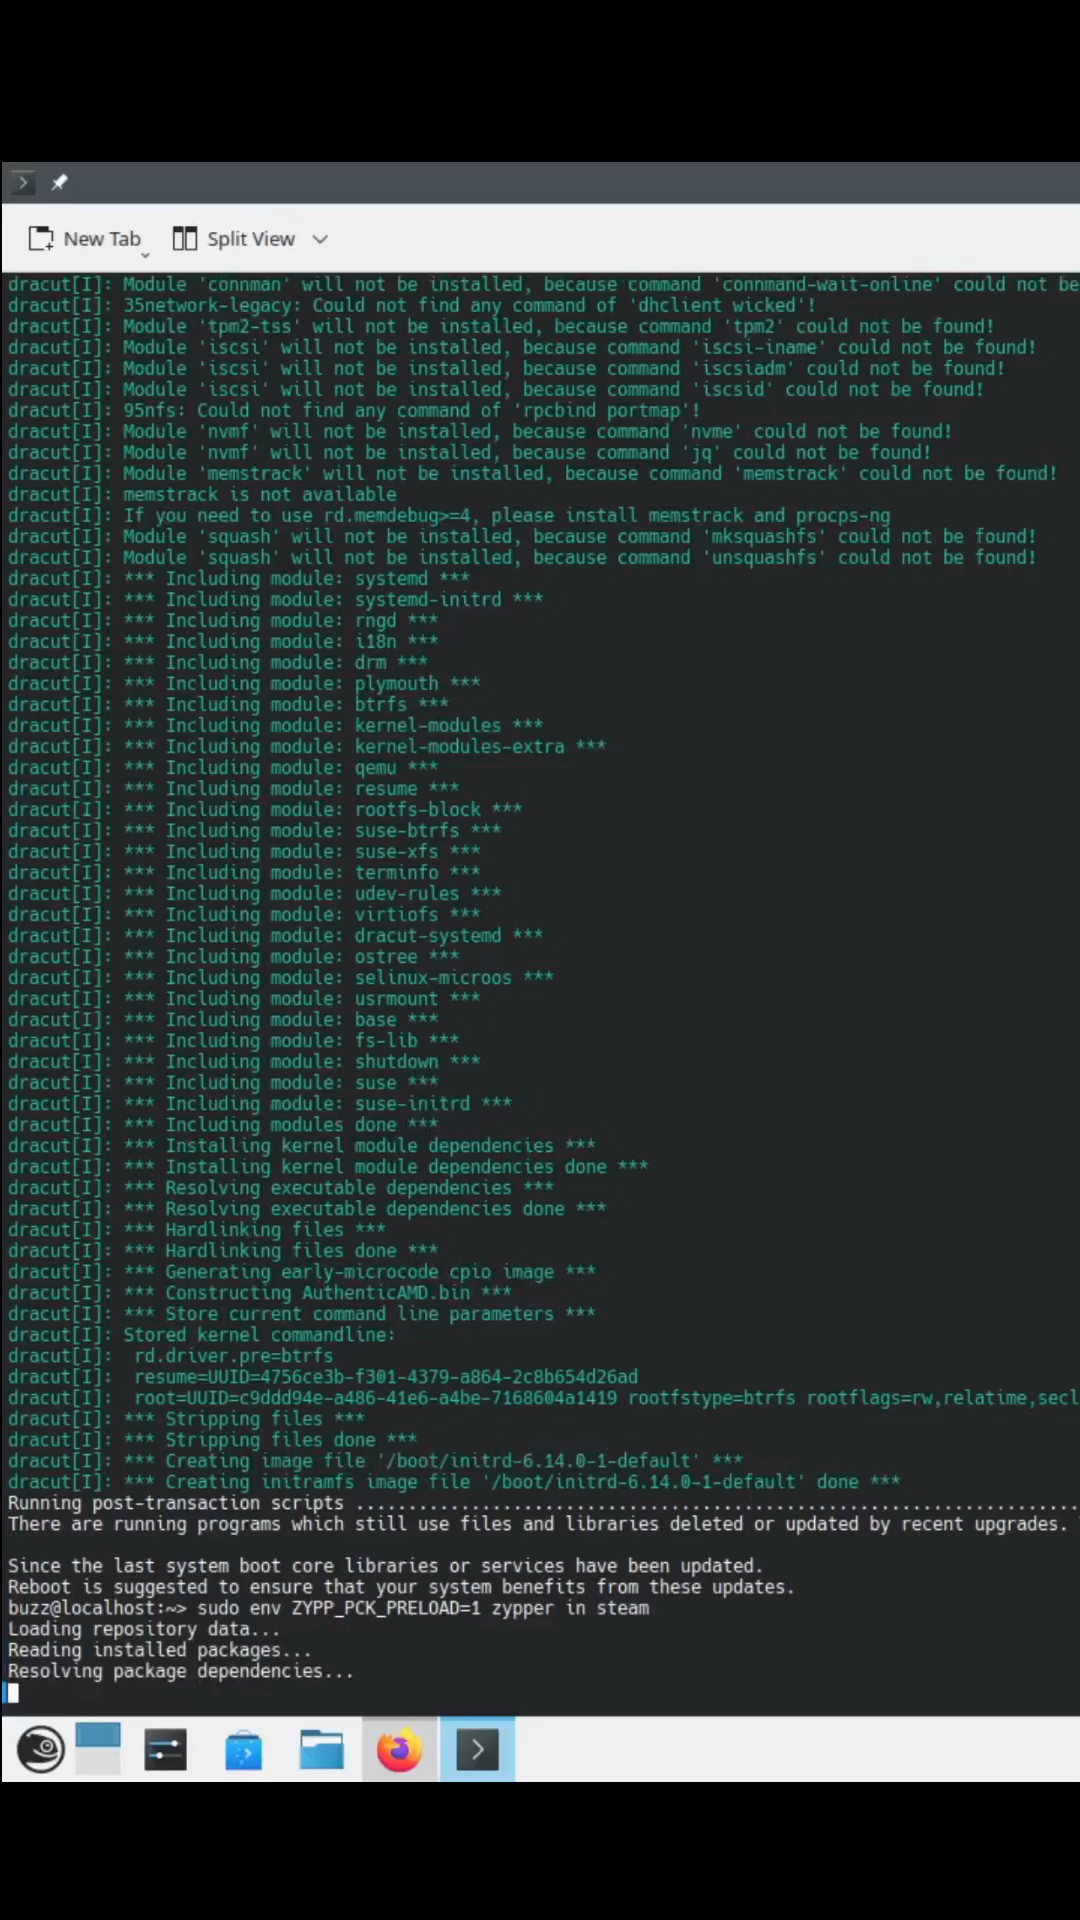 New Tab Split View
dracut[I]: Module 'connman' will not be installed, because command 'connmand-wait-online' could not be
dracut[I]: 35network-legacy: Could not find any command of 'dhclient wicked'!
dracut[I]: Module 'tpm2-tss' will not be installed, because command 'tpm2' could not be found!
dracut[I]: Module 'iscsi' will not be installed, because command 'iscsi-iname' could not be found!
dracut[I]: Module 'iscsi' will not be installed, because command 'iscsiadm' could not be found!
dracut[I]: Module 'iscsi' will not be installed, because command 'iscsid' could not be found!
dracut[I]: 95nfs: Could not find any command of 'rpcbind portmap'!
dracut[I]: Module 'nvmf' will not be installed, because command 'nvme' could not be found!
dracut[I]: Module 'nvmf' will not be installed, because command 'jq' could not be found!
dracut[I]: Module 'memstrack' will not be installed, because command 'memstrack' could not be found!
dracut[I]: memstrack is not available
dracut[I]: If you need to use rd.memdebug>=4, please install memstrack and procps-ng
dracut[I]: Module 'squash' will not be installed, because command 'mksquashfs' could not be found!
dracut[I]: Module 'squash' will not be installed, because command 'unsquashfs' could not be found!
dracut[I]: *** Including module: systemd ***
dracut[I]: *** Including module: systemd-initrd ***
dracut[I]: *** Including module: rngd ***
dracut[I]: *** Including module: i18n ***
dracut[I]: *** Including module: drm ***
dracut[I]: *** Including module: plymouth ***
dracut[I]: *** Including module: btrfs ***
dracut[I]: *** Including module: kernel-modules ***
dracut[I]: *** Including module: kernel-modules-extra ***
dracut[I]: *** Including module: qemu ***
dracut[I]: *** Including module: resume ***
dracut[I]: *** Including module: rootfs-block ***
dracut[I]: *** Including module: suse-btrfs ***
dracut[I]: *** Including module: suse-xfs ***
dracut[I]: *** Including module: terminfo ***
dracut[I]: *** Including module: udev-rules ***
dracut[I]: *** Including module: virtiofs ***
dracut[I]: *** Including module: dracut-systemd ***
dracut[I]: *** Including module: ostree ***
dracut[I]: *** Including module: selinux-microos ***
dracut[I]: *** Including module: usrmount ***
dracut[I]: *** Including module: base ***
dracut[I]: *** Including module: fs-lib ***
dracut[I]: *** Including module: shutdown ***
dracut[I]: *** Including module: suse ***
dracut[I]: *** Including module: suse-initrd ***
dracut[I]: *** Including modules done ***
dracut[I]: *** Installing kernel module dependencies ***
dracut[I]: *** Installing kernel module dependencies done ***
dracut[I]: *** Resolving executable dependencies ***
dracut[I]: *** Resolving executable dependencies done ***
dracut[I]: *** Hardlinking files ***
dracut[I]: *** Hardlinking files done ***
dracut[I]: *** Generating early-microcode cpio image ***
dracut[I]: *** Constructing AuthenticAMD.bin ***
dracut[I]: *** Store current command line parameters ***
dracut[I]: Stored kernel commandline:
dracut[I]:  rd.driver.pre=btrfs
dracut[I]:  resume=UUID=4756ce3b-f301-4379-a864-2c8b654d26ad
dracut[I]:  root=UUID=c9ddd94e-a486-41e6-a4be-7168604a1419 rootfstype=btrfs rootflags=rw,relatime,secl
dracut[I]: *** Stripping files ***
dracut[I]: *** Stripping files done ***
dracut[I]: *** Creating image file '/boot/initrd-6.14.0-1-default' ***
dracut[I]: *** Creating initramfs image file '/boot/initrd-6.14.0-1-default' done ***
Running post-transaction scripts .....................................................................
There are running programs which still use files and libraries deleted or updated by recent upgrades.
Since the last system boot core libraries or services have been updated.
Reboot is suggested to ensure that your system benefits from these updates.
buzz@localhost:~> sudo env ZYPP_PCK_PRELOAD=1 zypper in steam
Loading repository data...
Reading installed packages...
Resolving package dependencies...